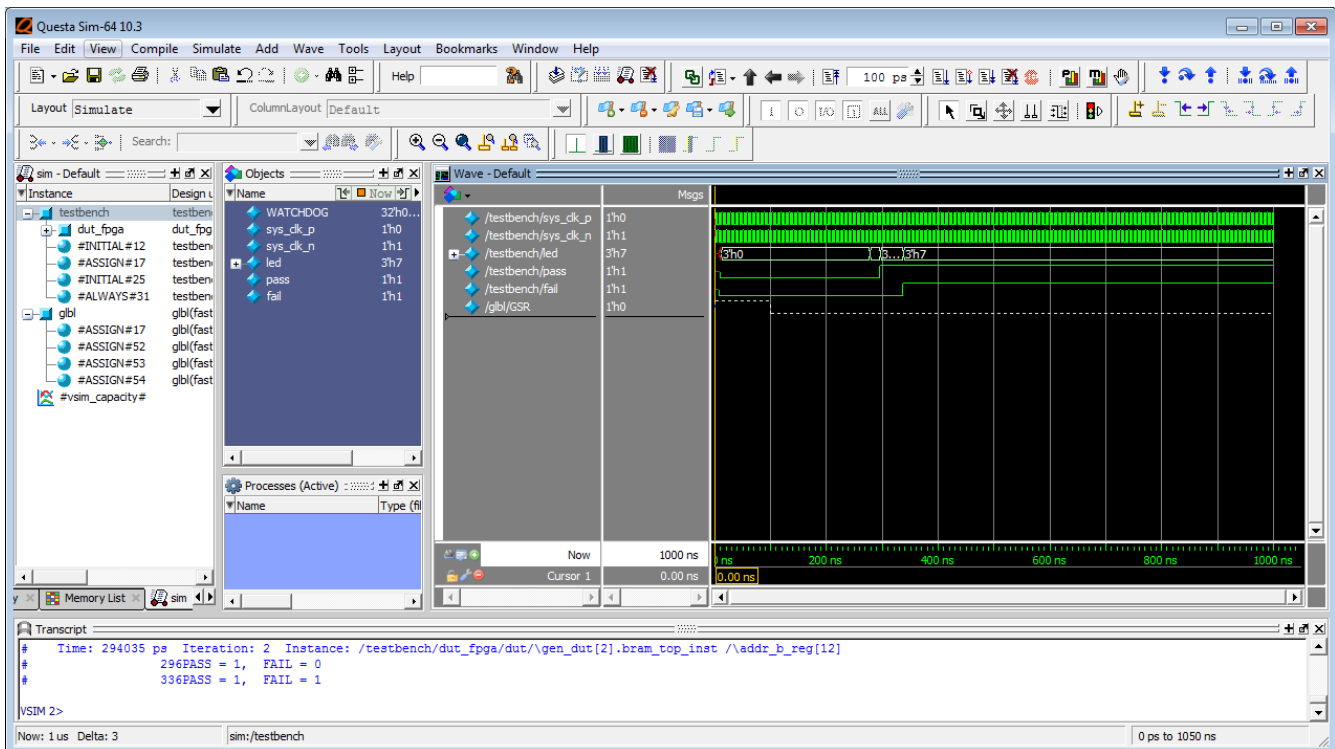 Questa Sim-64 10.3
File Edit View Compile Simulate Add Wave Tools Layout Bookmarks Window Help
Help 100 ps
Layout Simulate ColumnLayout Default I O I/O ALL
Search:
sim - Default
Instance Design u
testbench testben
dut_fpga dut_fpg
#INITIAL#12 testben
#ASSIGN#17 testben
#INITIAL#25 testben
#ALWAYS#31 testben
glbl glbl(fast
#ASSIGN#17 glbl(fast
#ASSIGN#52 glbl(fast
#ASSIGN#53 glbl(fast
#ASSIGN#54 glbl(fast
#vsim_capacity#
Memory List sim
Objects
Name Now
WATCHDOG 32'h0...
sys_clk_p 1'h0
sys_clk_n 1'h1
led 3'h7
pass 1'h1
fail 1'h1
Processes (Active)
Name Type (fil
Wave - Default
Msgs
/testbench/sys_clk_p 1'h0
/testbench/sys_clk_n 1'h1
/testbench/led 3'h7 3'h0 3... 3'h7
/testbench/pass 1'h1
/testbench/fail 1'h1
/glbl/GSR 1'h0
Now 1000 ns ns 200 ns 400 ns 600 ns 800 ns 1000 ns
Cursor 1 0.00 ns 0.00 ns
Transcript
# Time: 294035 ps Iteration: 2 Instance: /testbench/dut_fpga/dut/\gen_dut[2].bram_top_inst /\addr_b_reg[12]
# 296PASS = 1, FAIL = 0
# 336PASS = 1, FAIL = 1
VSIM 2>
Now: 1 us Delta: 3 sim:/testbench 0 ps to 1050 ns